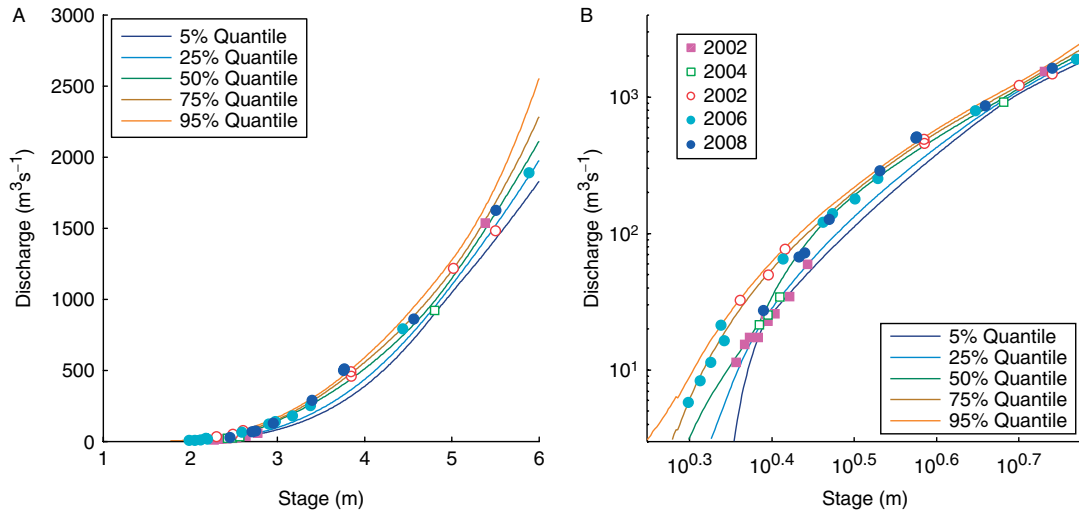 A
3000
2500
2000
1500
1000
500
0
Discharge (m³s⁻¹)
5% Quantile
25% Quantile
50% Quantile
75% Quantile
95% Quantile
1
2
3
4
5
6
Stage (m)
B
10³
10²
10¹
Discharge (m³s⁻¹)
2002
2004
2002
2006
2008
5% Quantile
25% Quantile
50% Quantile
75% Quantile
95% Quantile
10⁰·³
10⁰·⁴
10⁰·⁵
10⁰·⁶
10⁰·⁷
Stage (m)